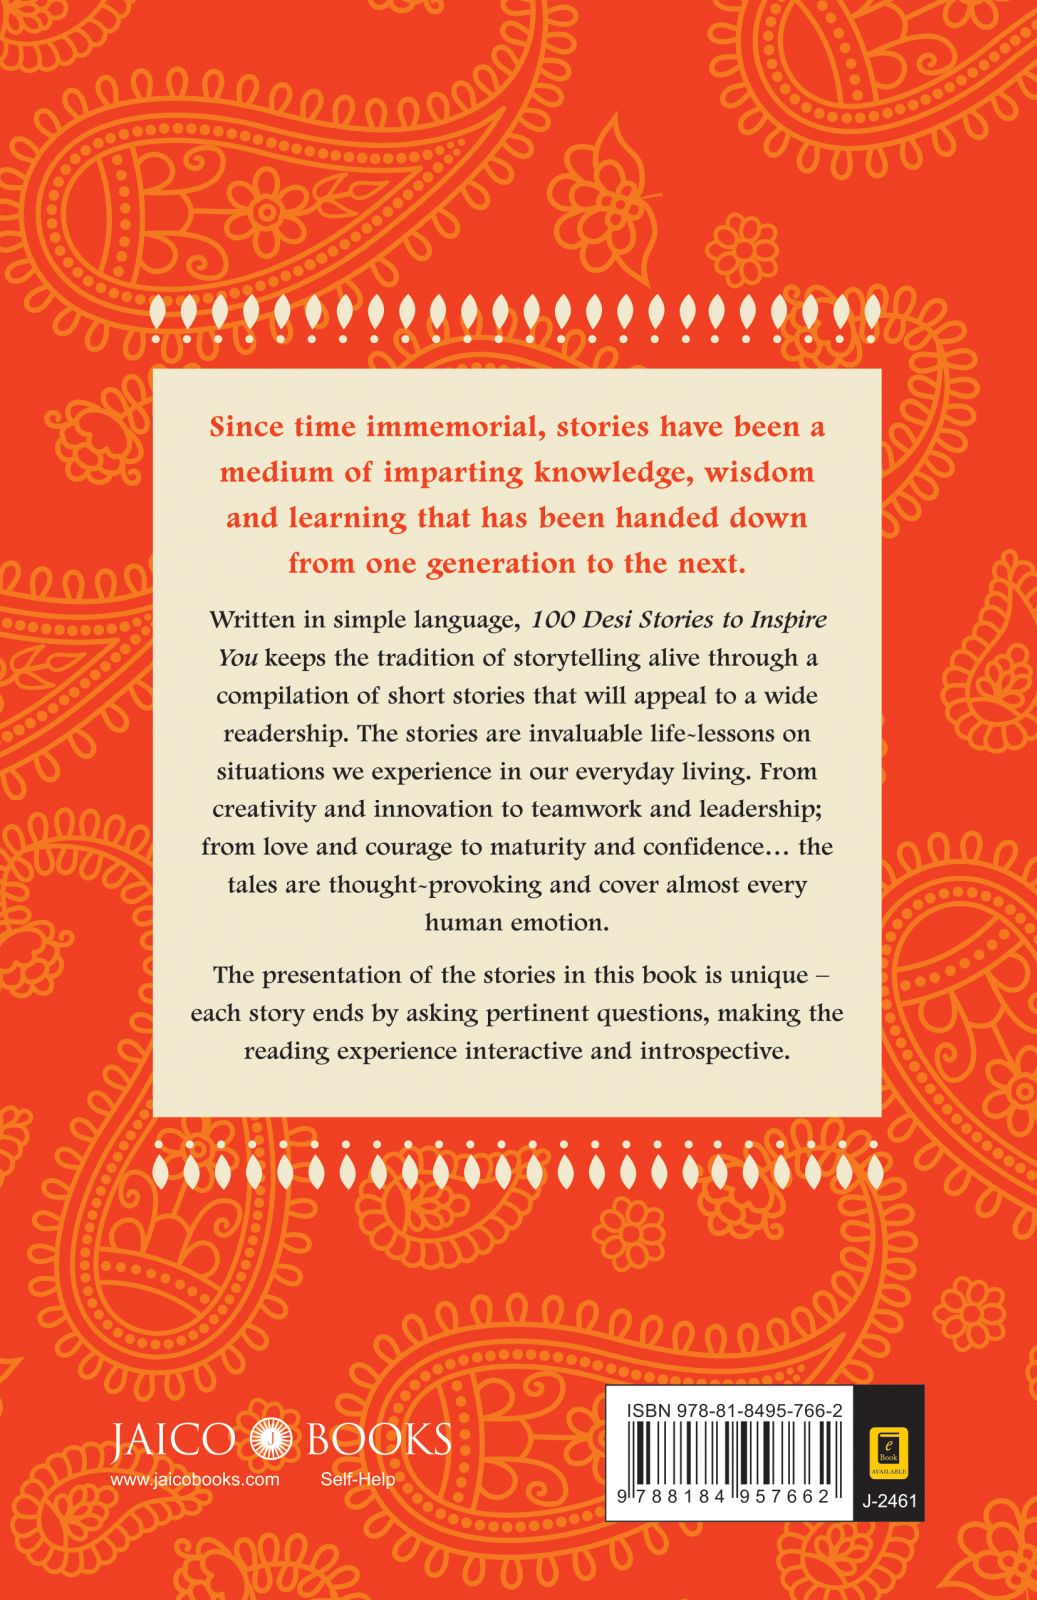 Since time immemorial, stories have been a
medium of imparting knowledge, wisdom
and learning that has been handed down
from one generation to the next.
Written in simple language, 100 Desi Stories to Inspire
You keeps the tradition of storytelling alive through a
compilation of short stories that will appeal to a wide
readership. The stories are invaluable life-lessons on
situations we experience in our everyday living. From
creativity and innovation to teamwork and leadership;
from love and courage to maturity and confidence... the
tales are thought-provoking and cover almost every
human emotion.
The presentation of the stories in this book is unique –
each story ends by asking pertinent questions, making the
reading experience interactive and introspective.
JAICO J BOOKS
www.jaicobooks.com Self-Help
ISBN 978-81-8495-766-2
9 788184 957662
e
Book
AVAILABLE
J-2461